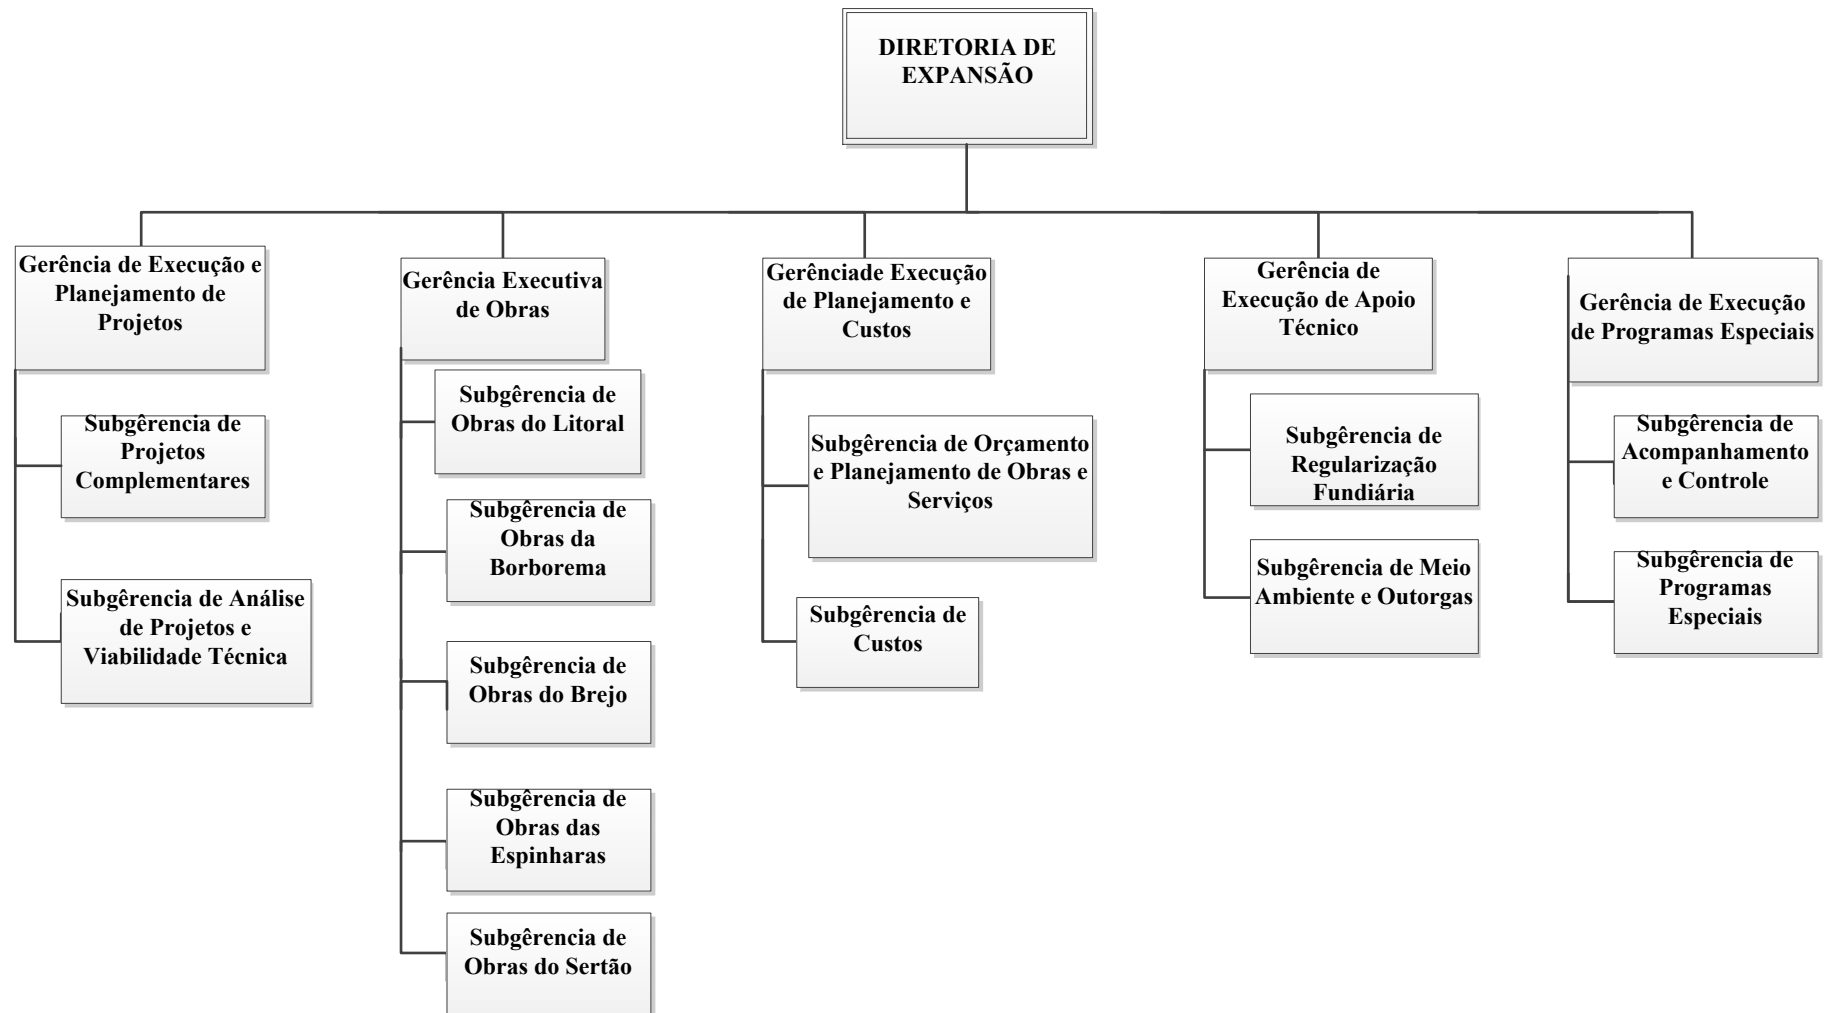 DIRETORIA DE
EXPANSÃO
Gerência de Execução e
Planejamento de
Projetos
Subgêrencia de
Projetos
Complementares
Subgêrencia de Análise
de Projetos e
Viabilidade Técnica
Gerência Executiva
de Obras
Subgêrencia de
Obras do Litoral
Subgêrencia de
Obras da
Borborema
Subgêrencia de
Obras do Brejo
Subgêrencia de
Obras das
Espinharas
Subgêrencia de
Obras do Sertão
Gerênciade Execução
de Planejamento e
Custos
Subgêrencia de Orçamento
e Planejamento de Obras e
Serviços
Subgêrencia de
Custos
Gerência de
Execução de Apoio
Técnico
Subgêrencia de
Regularização
Fundiária
Subgêrencia de Meio
Ambiente e Outorgas
Gerência de Execução
de Programas Especiais
Subgêrencia de
Acompanhamento
e Controle
Subgêrencia de
Programas
Especiais